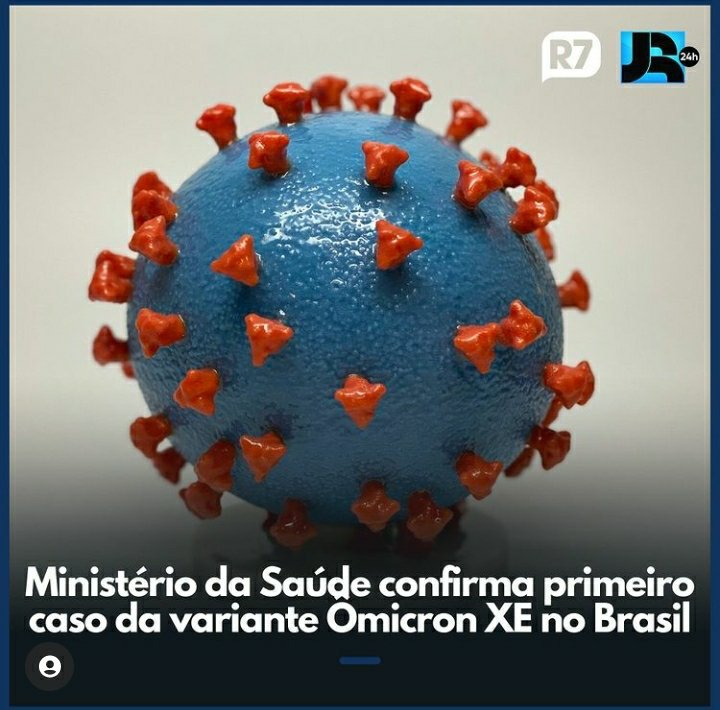 R7
JR 24h
Ministério da Saúde confirma primeiro
caso da variante Ômicron XE no Brasil